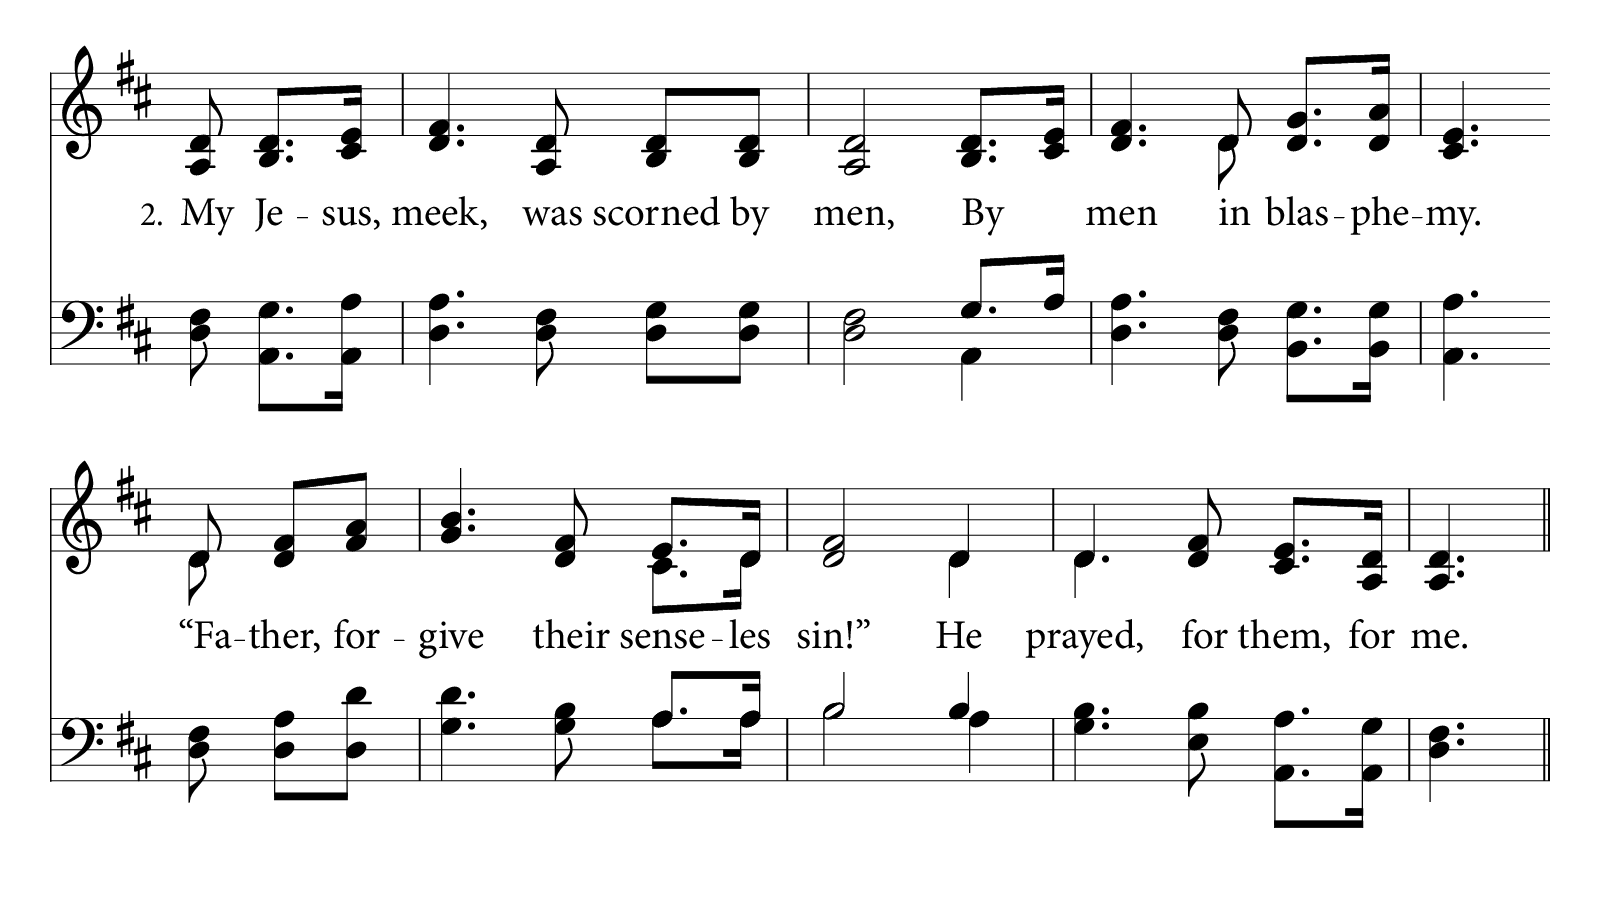 2. My Je - sus, meek, was scorned by men, By men in blas-phe-my.
“Fa-ther, for - give their sense-les sin!” He prayed, for them, for me.